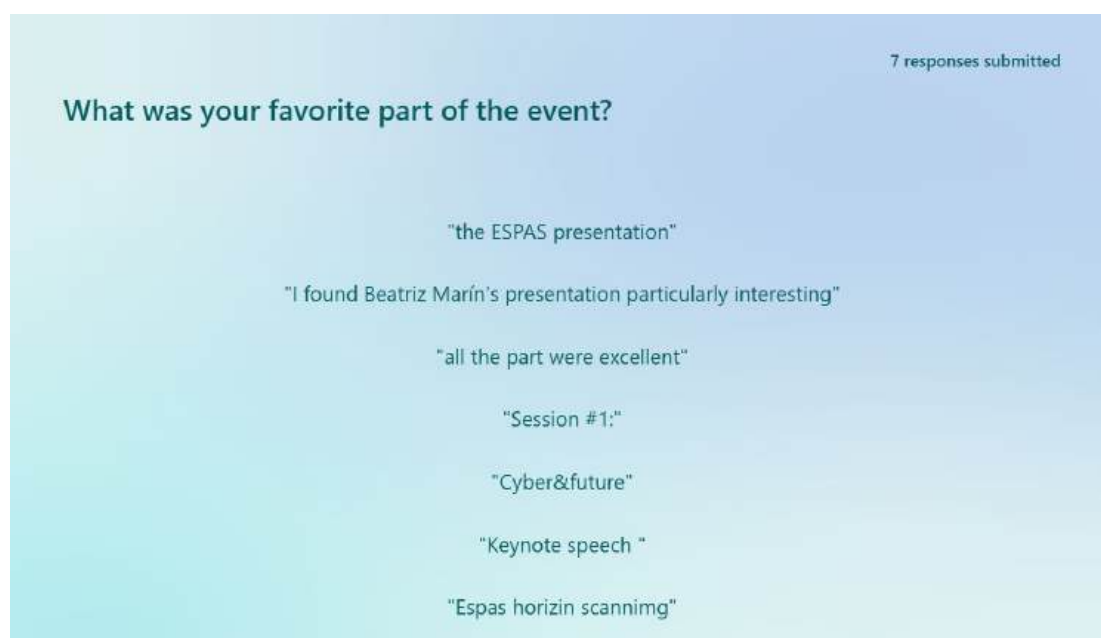 7 responses submitted
What was your favorite part of the event?
"the ESPAS presentation"
"I found Beatriz Marín's presentation particularly interesting"
"all the part were excellent"
"Session #1:"
"Cyber&future"
"Keynote speech "
"Espas horizin scannimg"